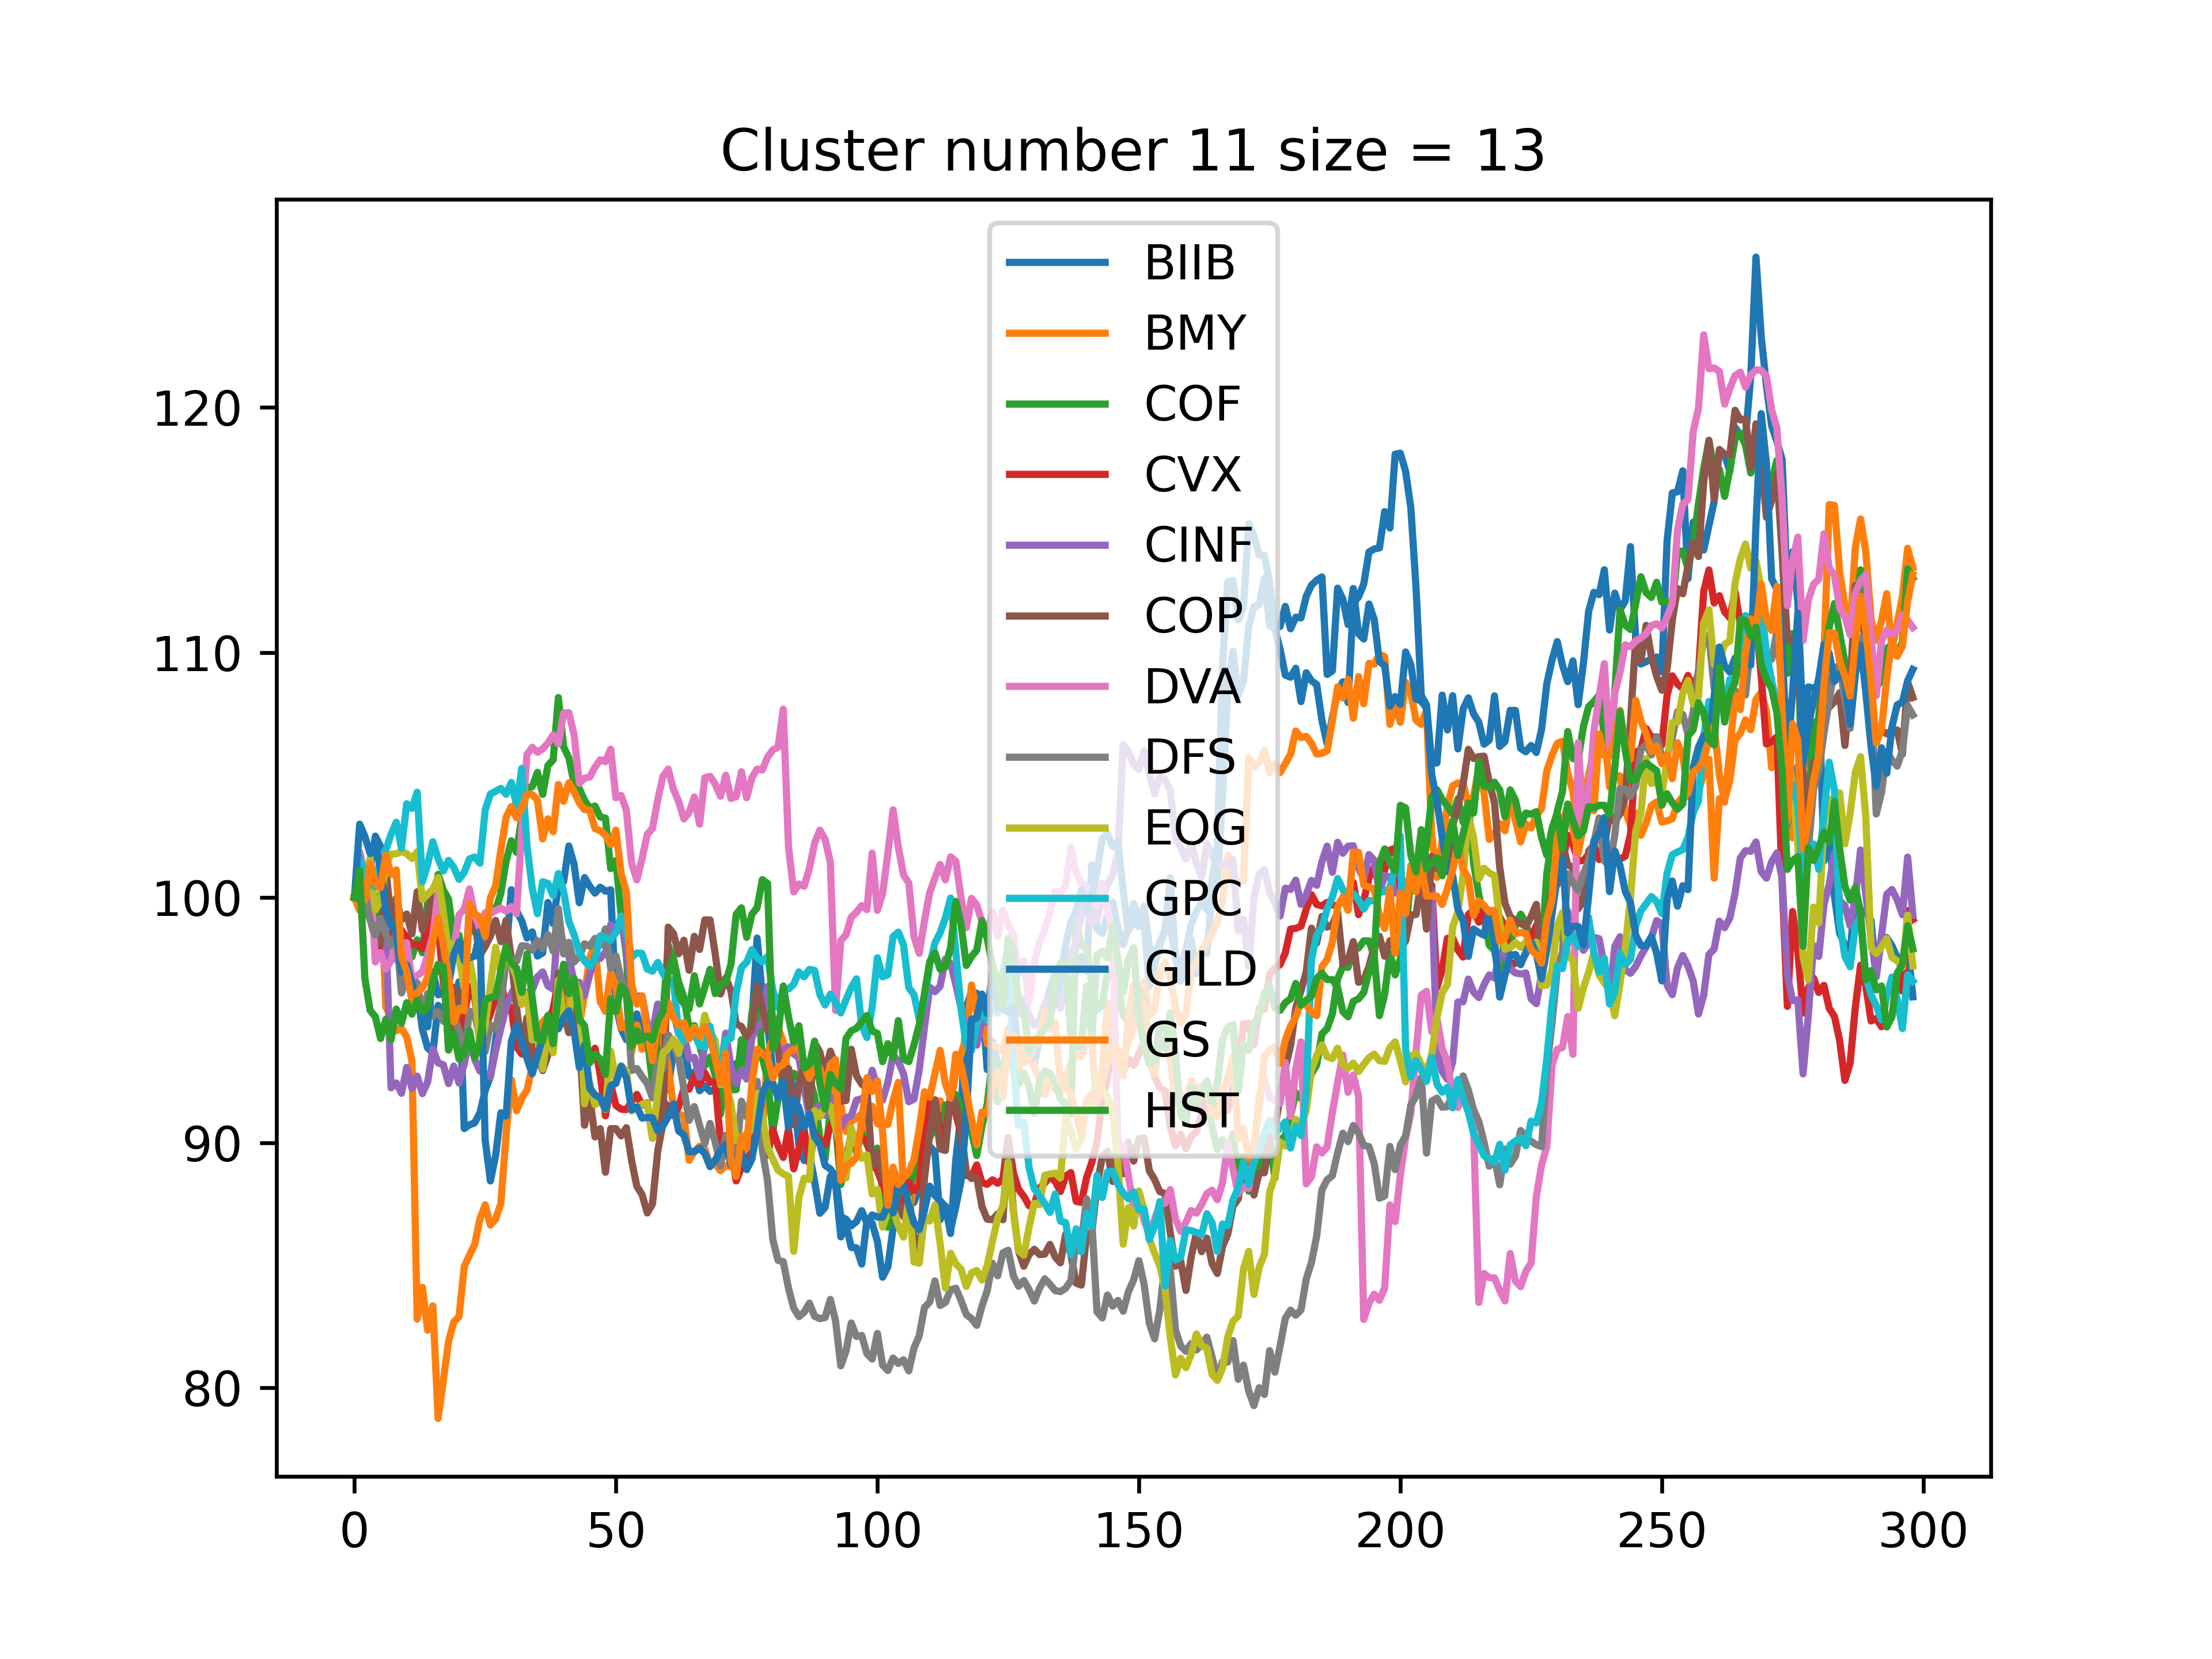 Cluster number 11 size = 13
120
110
100
90
80
BIIB
BMY
COF
CVX
CINF
COP
DVA
DFS
EOG
GPC
GILD
GS
HST
0 50 100 150 200 250 300